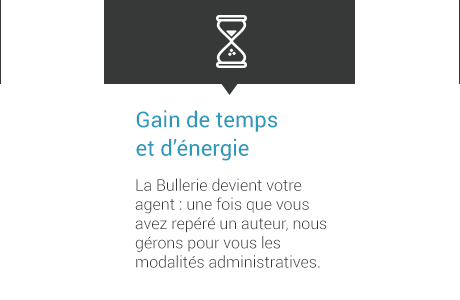 Gain de temps
et d'énergie
La Bullerie devient votre
agent : une fois que vous
avez repéré un auteur, nous
gérons pour vous les
modalités administratives.